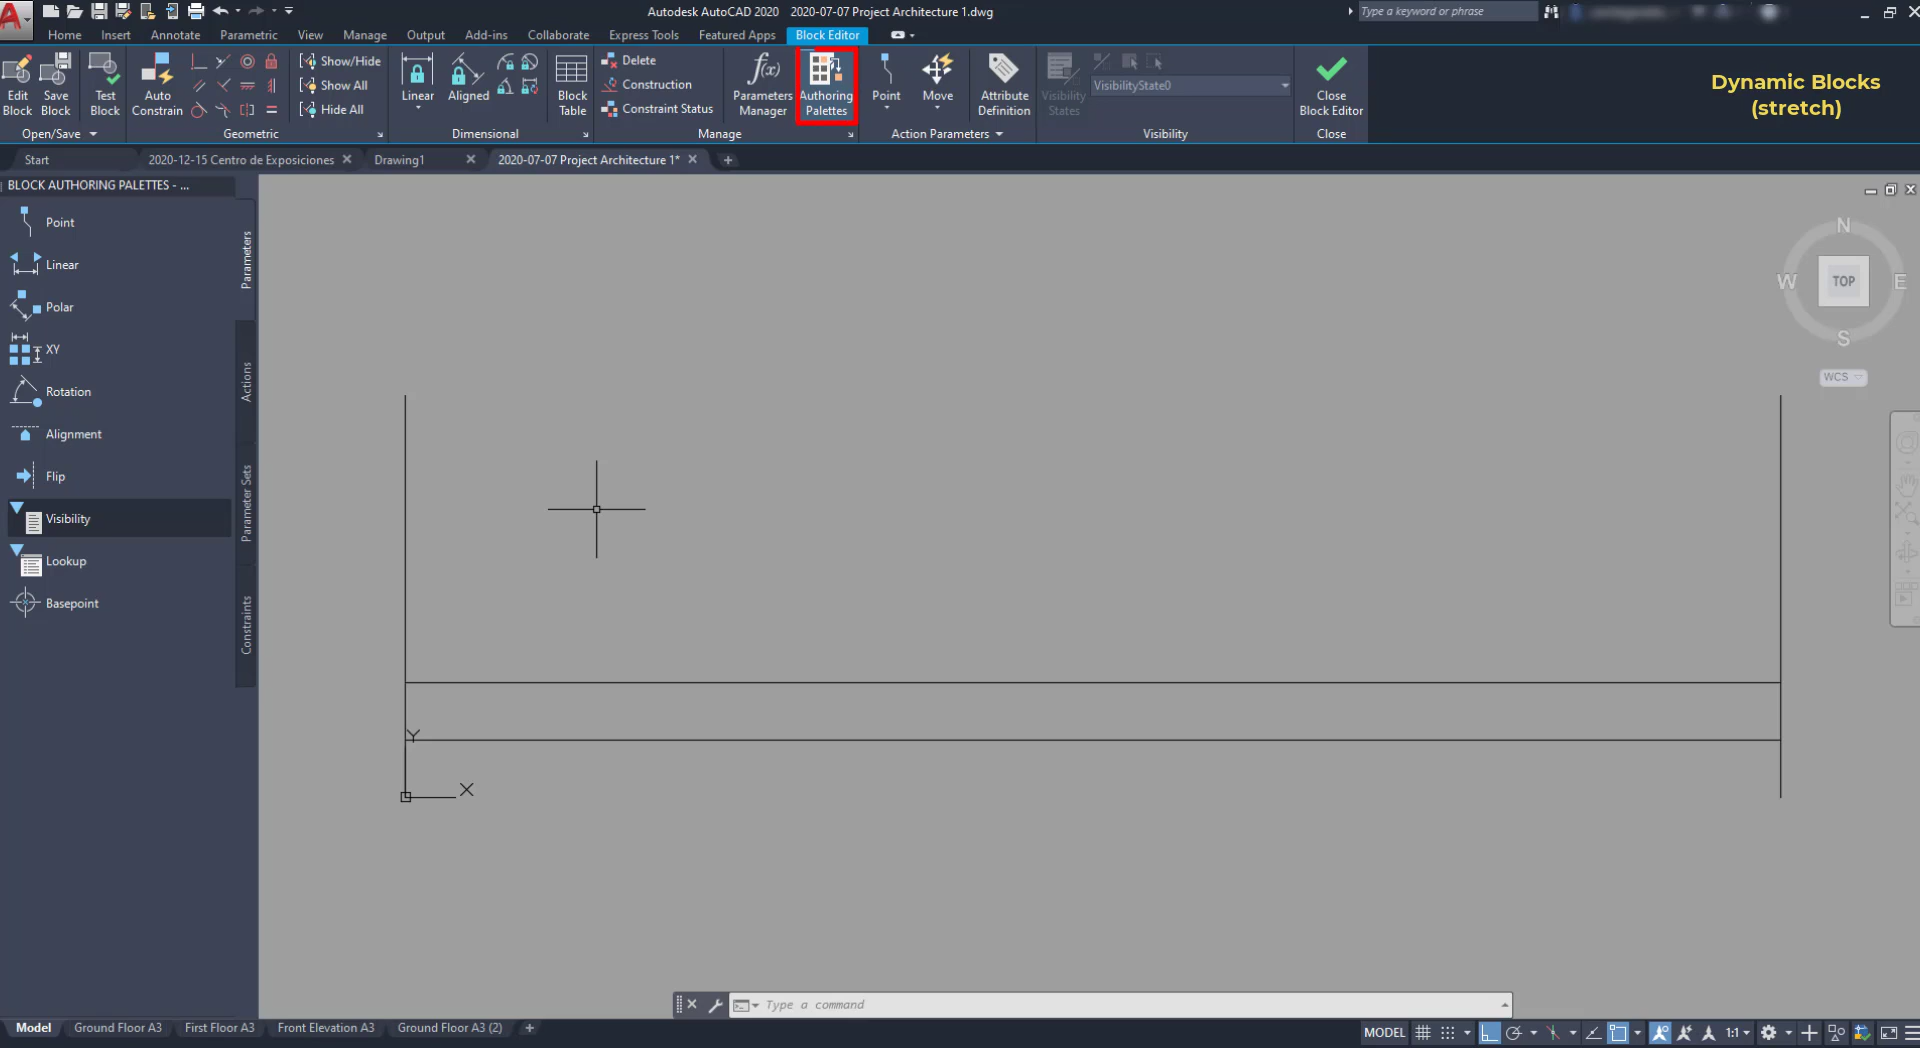 Autodesk AutoCAD 2020 2020-07-07 Project Architecture 1.dwg
Type a keyword or phrase
Home Insert Annotate Parametric View Manage Output Add-ins Collaborate Express Tools Featured Apps Block Editor
Edit
Block
Save
Block
Test
Block
Open/Save
Auto
Constrain
Show/Hide
Show All
Hide All
Geometric
Linear
Aligned
Dimensional
Block
Table
Delete
Construction
Constraint Status
f(x)
Parameters
Manager
Authoring
Palettes
Manage
Point
Move
Action Parameters
Attribute
Definition
Visibility
States
VisibilityState0
Visibility
Close
Block Editor
Close
Dynamic Blocks
(stretch)
Start 2020-12-15 Centro de Exposiciones Drawing1 2020-07-07 Project Architecture 1*
BLOCK AUTHORING PALETTES - ...
Point
Linear
Polar
XY
Rotation
Alignment
Flip
Visibility
Lookup
Basepoint
Parameters
Actions
Parameter Sets
Constraints
N
W TOP E
S
WCS
Y
X
Type a command
Model Ground Floor A3 First Floor A3 Front Elevation A3 Ground Floor A3 (2)
MODEL 1:1